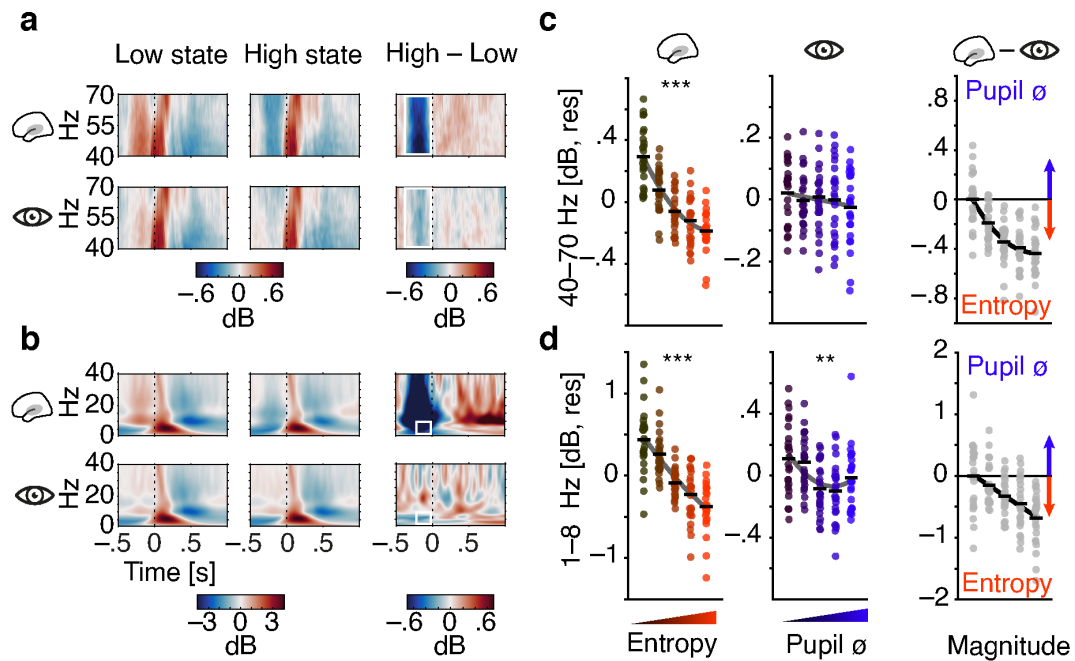 a
Low state High state High – Low
70
55
40
Hz
70
55
40
Hz
–.6 0 .6
dB
b
40
20
0
Hz
40
20
0
Hz
–.5 0 .5 –.5 0 .5 –.5 0 .5
Time [s]
–3 0 3
dB
–.6 0 .6
dB
c
40–70 Hz [dB, res]
***
.4
0
–.4
0.2
0
–.2
.8
.4
0
–.4
–.8
Pupil ø
Entropy
d
1–8 Hz [dB, res]
***
1
0
–1
**
.4
0
–.4
2
1
0
–1
–2
Pupil ø
Entropy
Entropy Pupil ø Magnitude